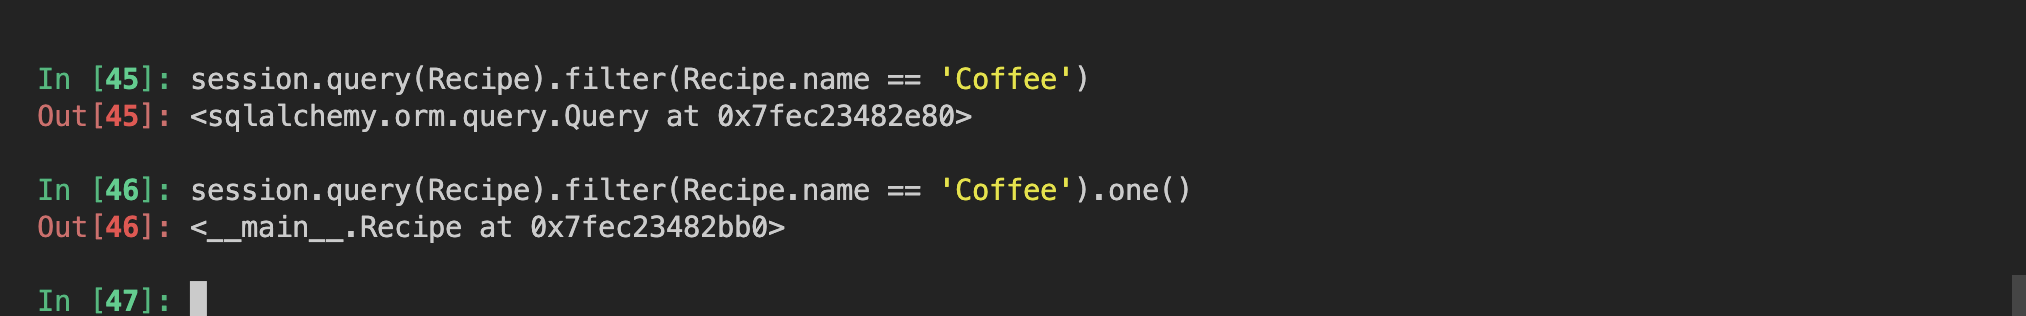 In [45]: session.query(Recipe).filter(Recipe.name == 'Coffee')
Out[45]: <sqlalchemy.orm.query.Query at 0x7fec23482e80>
In [46]: session.query(Recipe).filter(Recipe.name == 'Coffee').one()
Out[46]: <__main__.Recipe at 0x7fec23482bb0>
In [47]: